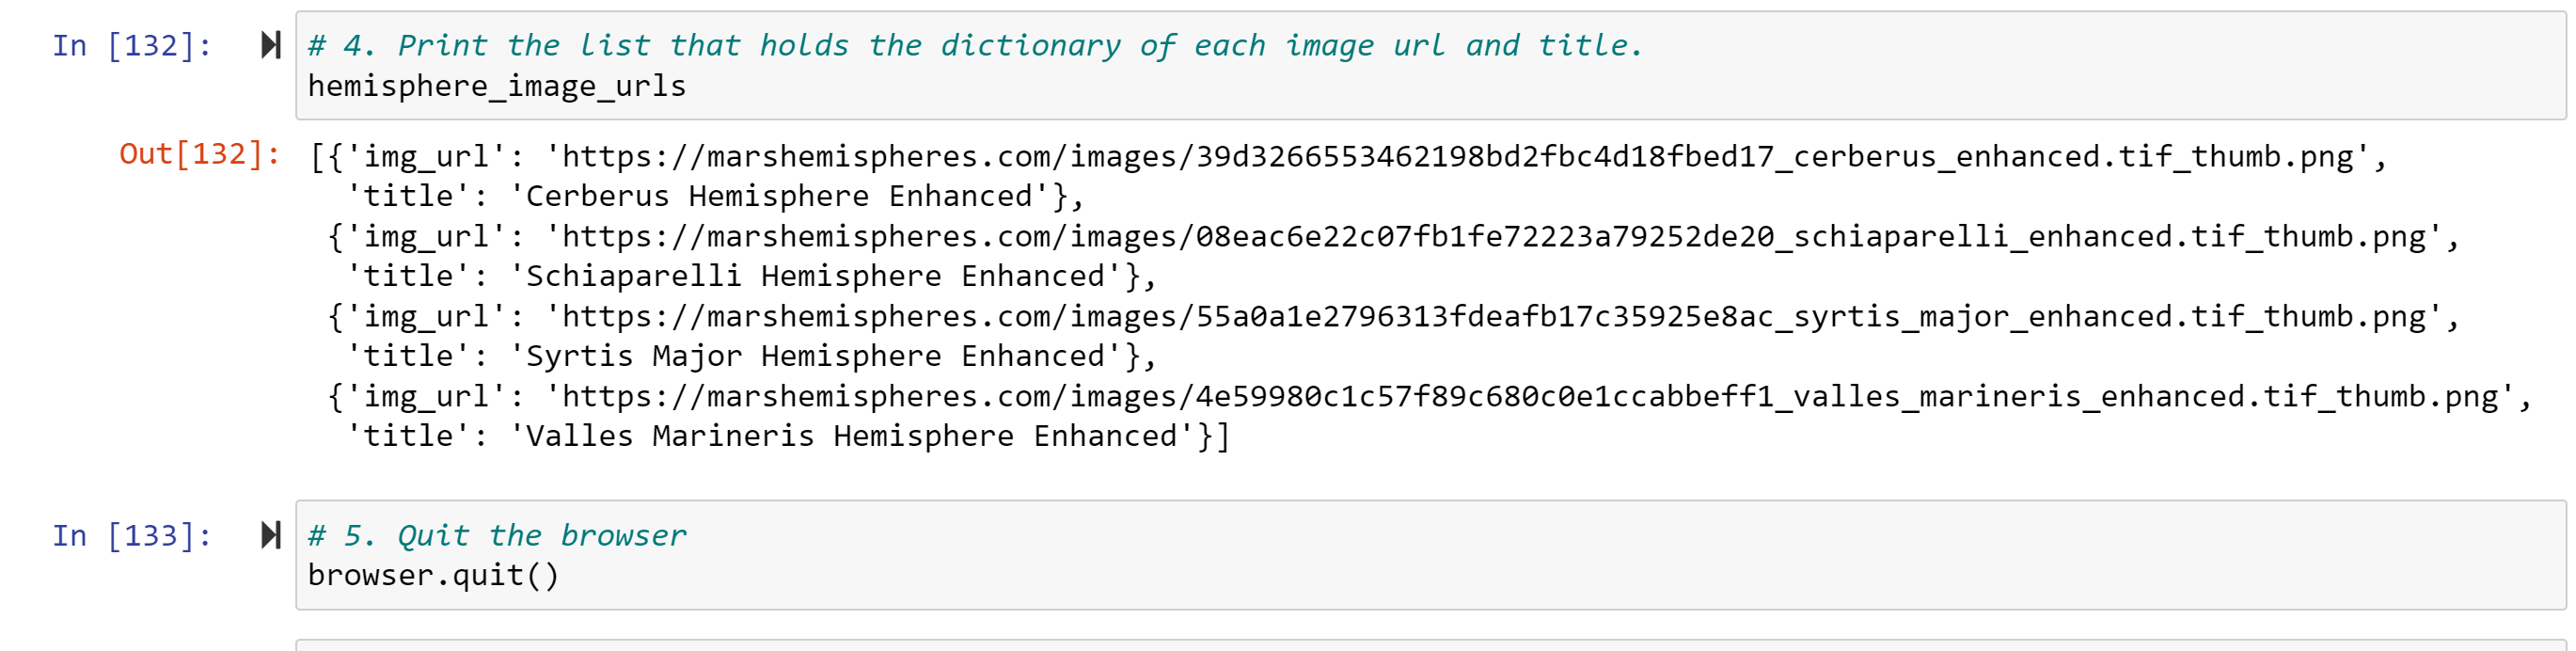 In [132]: # 4. Print the list that holds the dictionary of each image url and title.
hemisphere_image_urls
Out[132]: [{'img_url': 'https://marshemispheres.com/images/39d3266553462198bd2fbc4d18fbed17_cerberus_enhanced.tif_thumb.png',
'title': 'Cerberus Hemisphere Enhanced'},
{'img_url': 'https://marshemispheres.com/images/08eac6e22c07fb1fe72223a79252de20_schiaparelli_enhanced.tif_thumb.png',
'title': 'Schiaparelli Hemisphere Enhanced'},
{'img_url': 'https://marshemispheres.com/images/55a0a1e2796313fdeafb17c35925e8ac_syrtis_major_enhanced.tif_thumb.png',
'title': 'Syrtis Major Hemisphere Enhanced'},
{'img_url': 'https://marshemispheres.com/images/4e59980c1c57f89c680c0e1ccabbeff1_valles_marineris_enhanced.tif_thumb.png',
'title': 'Valles Marineris Hemisphere Enhanced'}]
In [133]: # 5. Quit the browser
browser.quit()